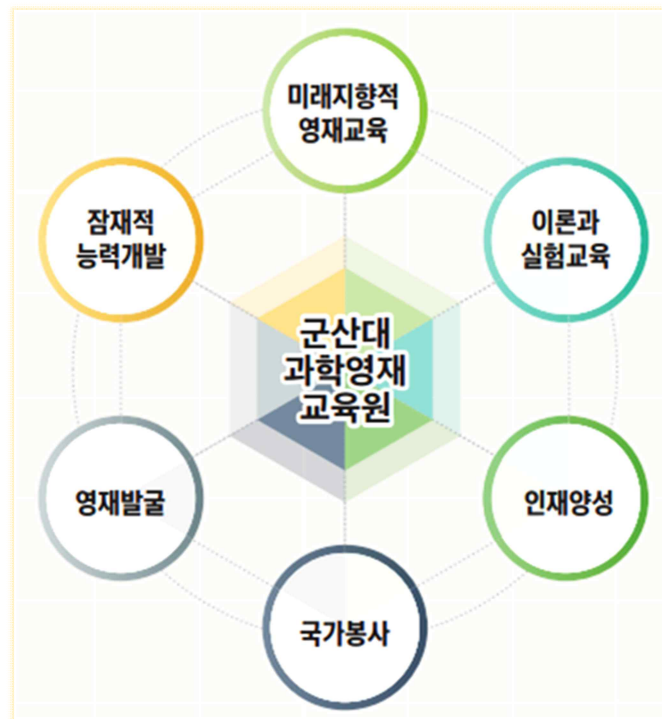 미래지향적
영재교육
잠재적
능력개발
이론과
실험교육
군산대
과학영재
교육원
영재발굴
인재양성
국가봉사